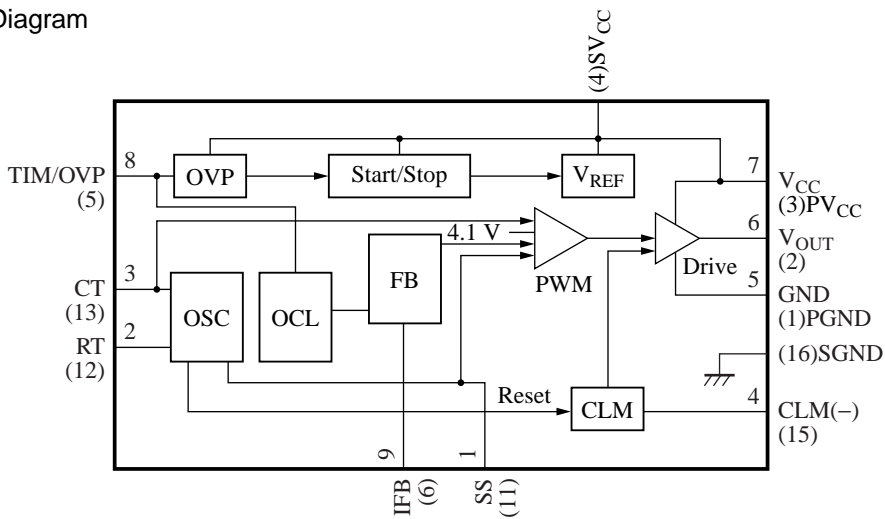 Diagram
(4)SVCC
TIM/OVP
8
(5)
OVP
Start/Stop
VREF
7
VCC
(3)PVCC
4.1 V
PWM
Drive
6
VOUT
(2)
CT
3
(13)
OSC
OCL
FB
5
GND
(1)PGND
RT
2
(12)
(16)SGND
Reset
CLM
4
CLM(−)
(15)
9
IFB
(6)
1
SS
(11)